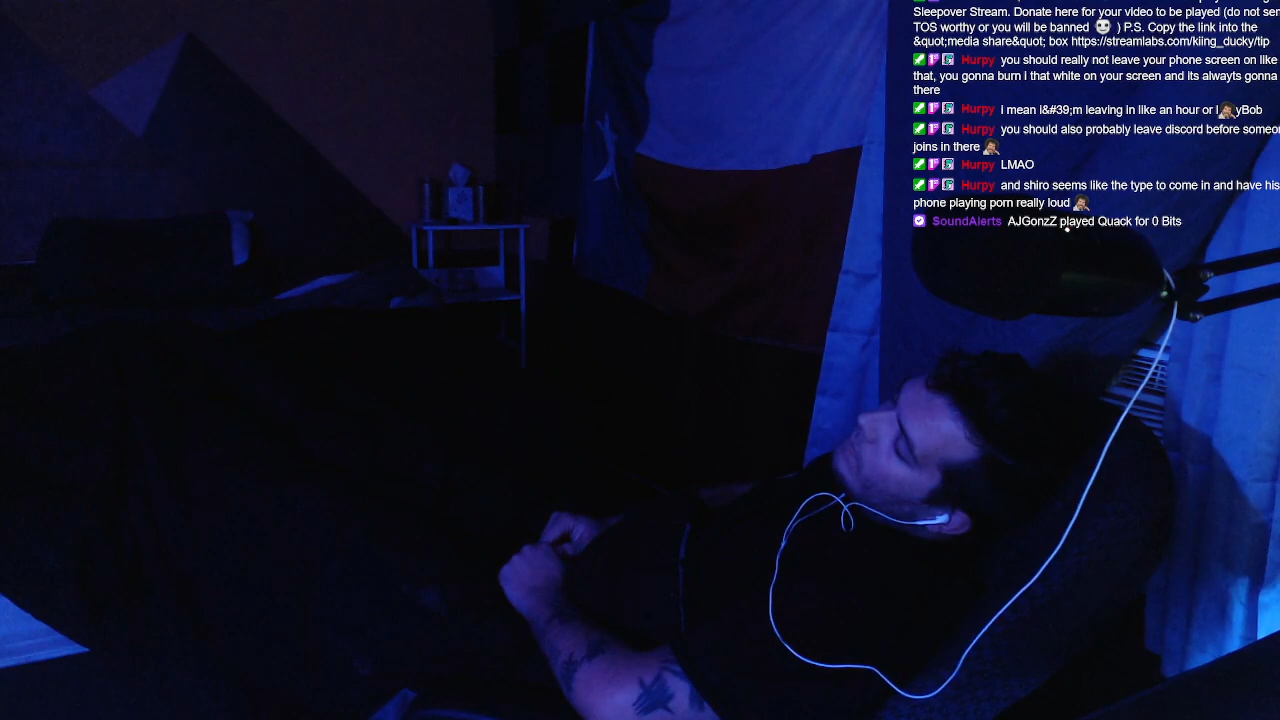 Sleepover Stream. Donate here for your video to be played (do not sen
TOS worthy or you will be banned ) P.S. Copy the link into the
&quot;media share&quot; box https://streamlabs.com/kiing_ducky/tip
Hurpy you should really not leave your phone screen on like
that, you gonna burn i that white on your screen and its alwayts gonna
there
Hurpy i mean i&#39;m leaving in like an hour or yBob
Hurpy you should also probably leave discord before someo
joins in there
Hurpy LMAO
Hurpy and shiro seems like the type to come in and have his
phone playing porn really loud
SoundAlerts AJGonzZ played Quack for 0 Bits